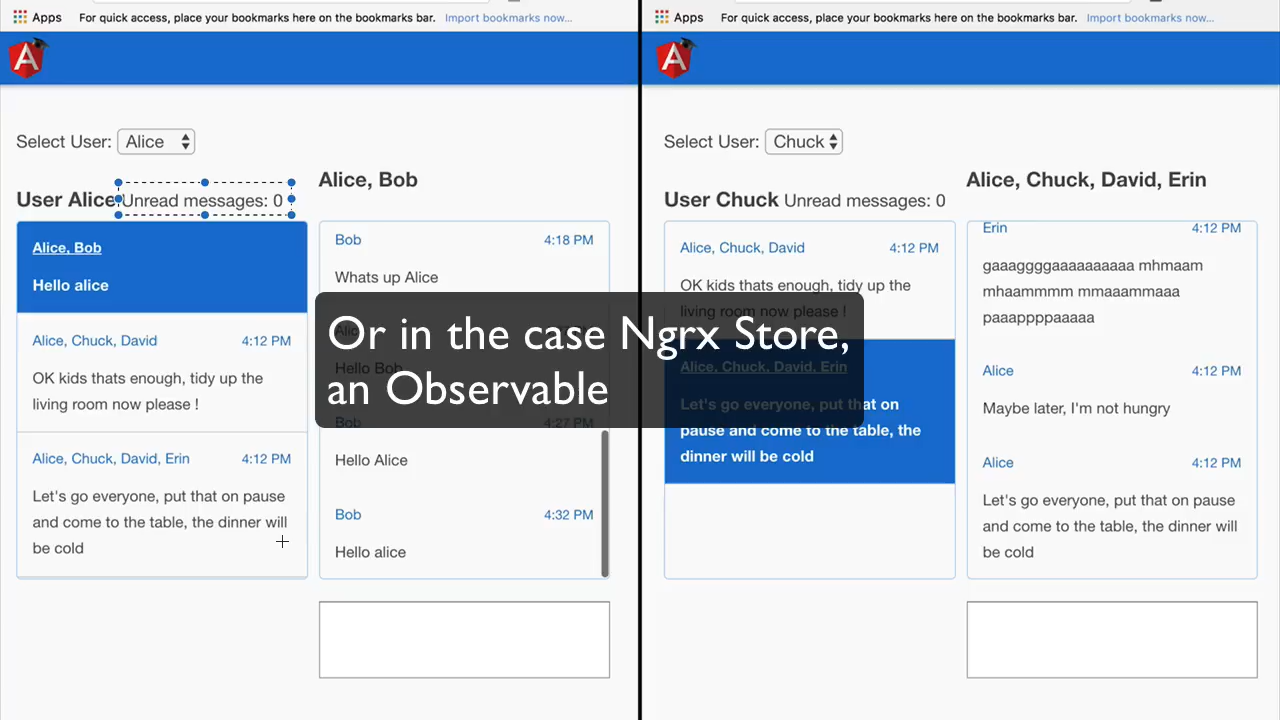 Apps For quick access, place your bookmarks here on the bookmarks bar. Import bookmarks now...
Select User: Alice
User Alice Unread messages: 0
Alice, Bob
Hello alice
Alice, Chuck, David 4:12 PM
OK kids thats enough, tidy up the
living room now please !
Alice, Chuck, David, Erin 4:12 PM
Let's go everyone, put that on pause
and come to the table, the dinner will
be cold
Alice, Bob
Bob 4:18 PM
Whats up Alice
Hello Bob
Bob 4:27 PM
Hello Alice
Bob 4:32 PM
Hello alice
Or in the case Ngrx Store,
an Observable
Apps For quick access, place your bookmarks here on the bookmarks bar. Import bookmarks now...
Select User: Chuck
User Chuck Unread messages: 0
Alice, Chuck, David 4:12 PM
OK kids thats enough, tidy up the
living room now please !
Alice, Chuck, David, Erin
Let's go everyone, put that on
pause and come to the table, the
dinner will be cold
Alice, Chuck, David, Erin
Erin 4:12 PM
gaaaggggaaaaaaaaaa mhmaam
mhaammmm mmaaammaaa
paaappppaaaaa
Alice 4:12 PM
Maybe later, I'm not hungry
Alice 4:12 PM
Let's go everyone, put that on pause
and come to the table, the dinner will
be cold